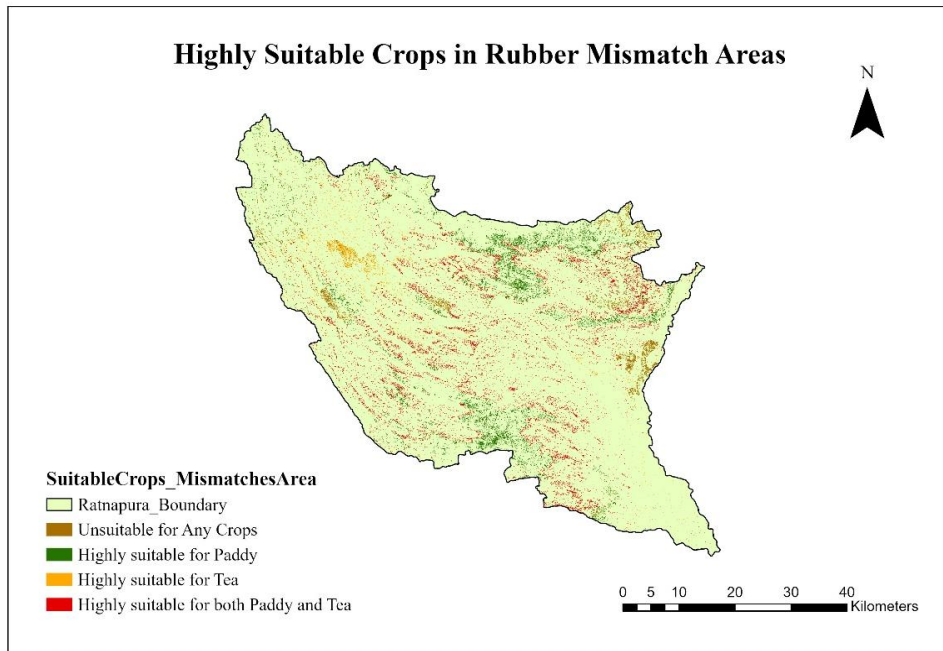 Highly Suitable Crops in Rubber Mismatch Areas
N
SuitableCrops_MismatchesArea
Ratnapura_Boundary
Unsuitable for Any Crops
Highly suitable for Paddy
Highly suitable for Tea
Highly suitable for both Paddy and Tea
0 5 10 20 30 40
Kilometers